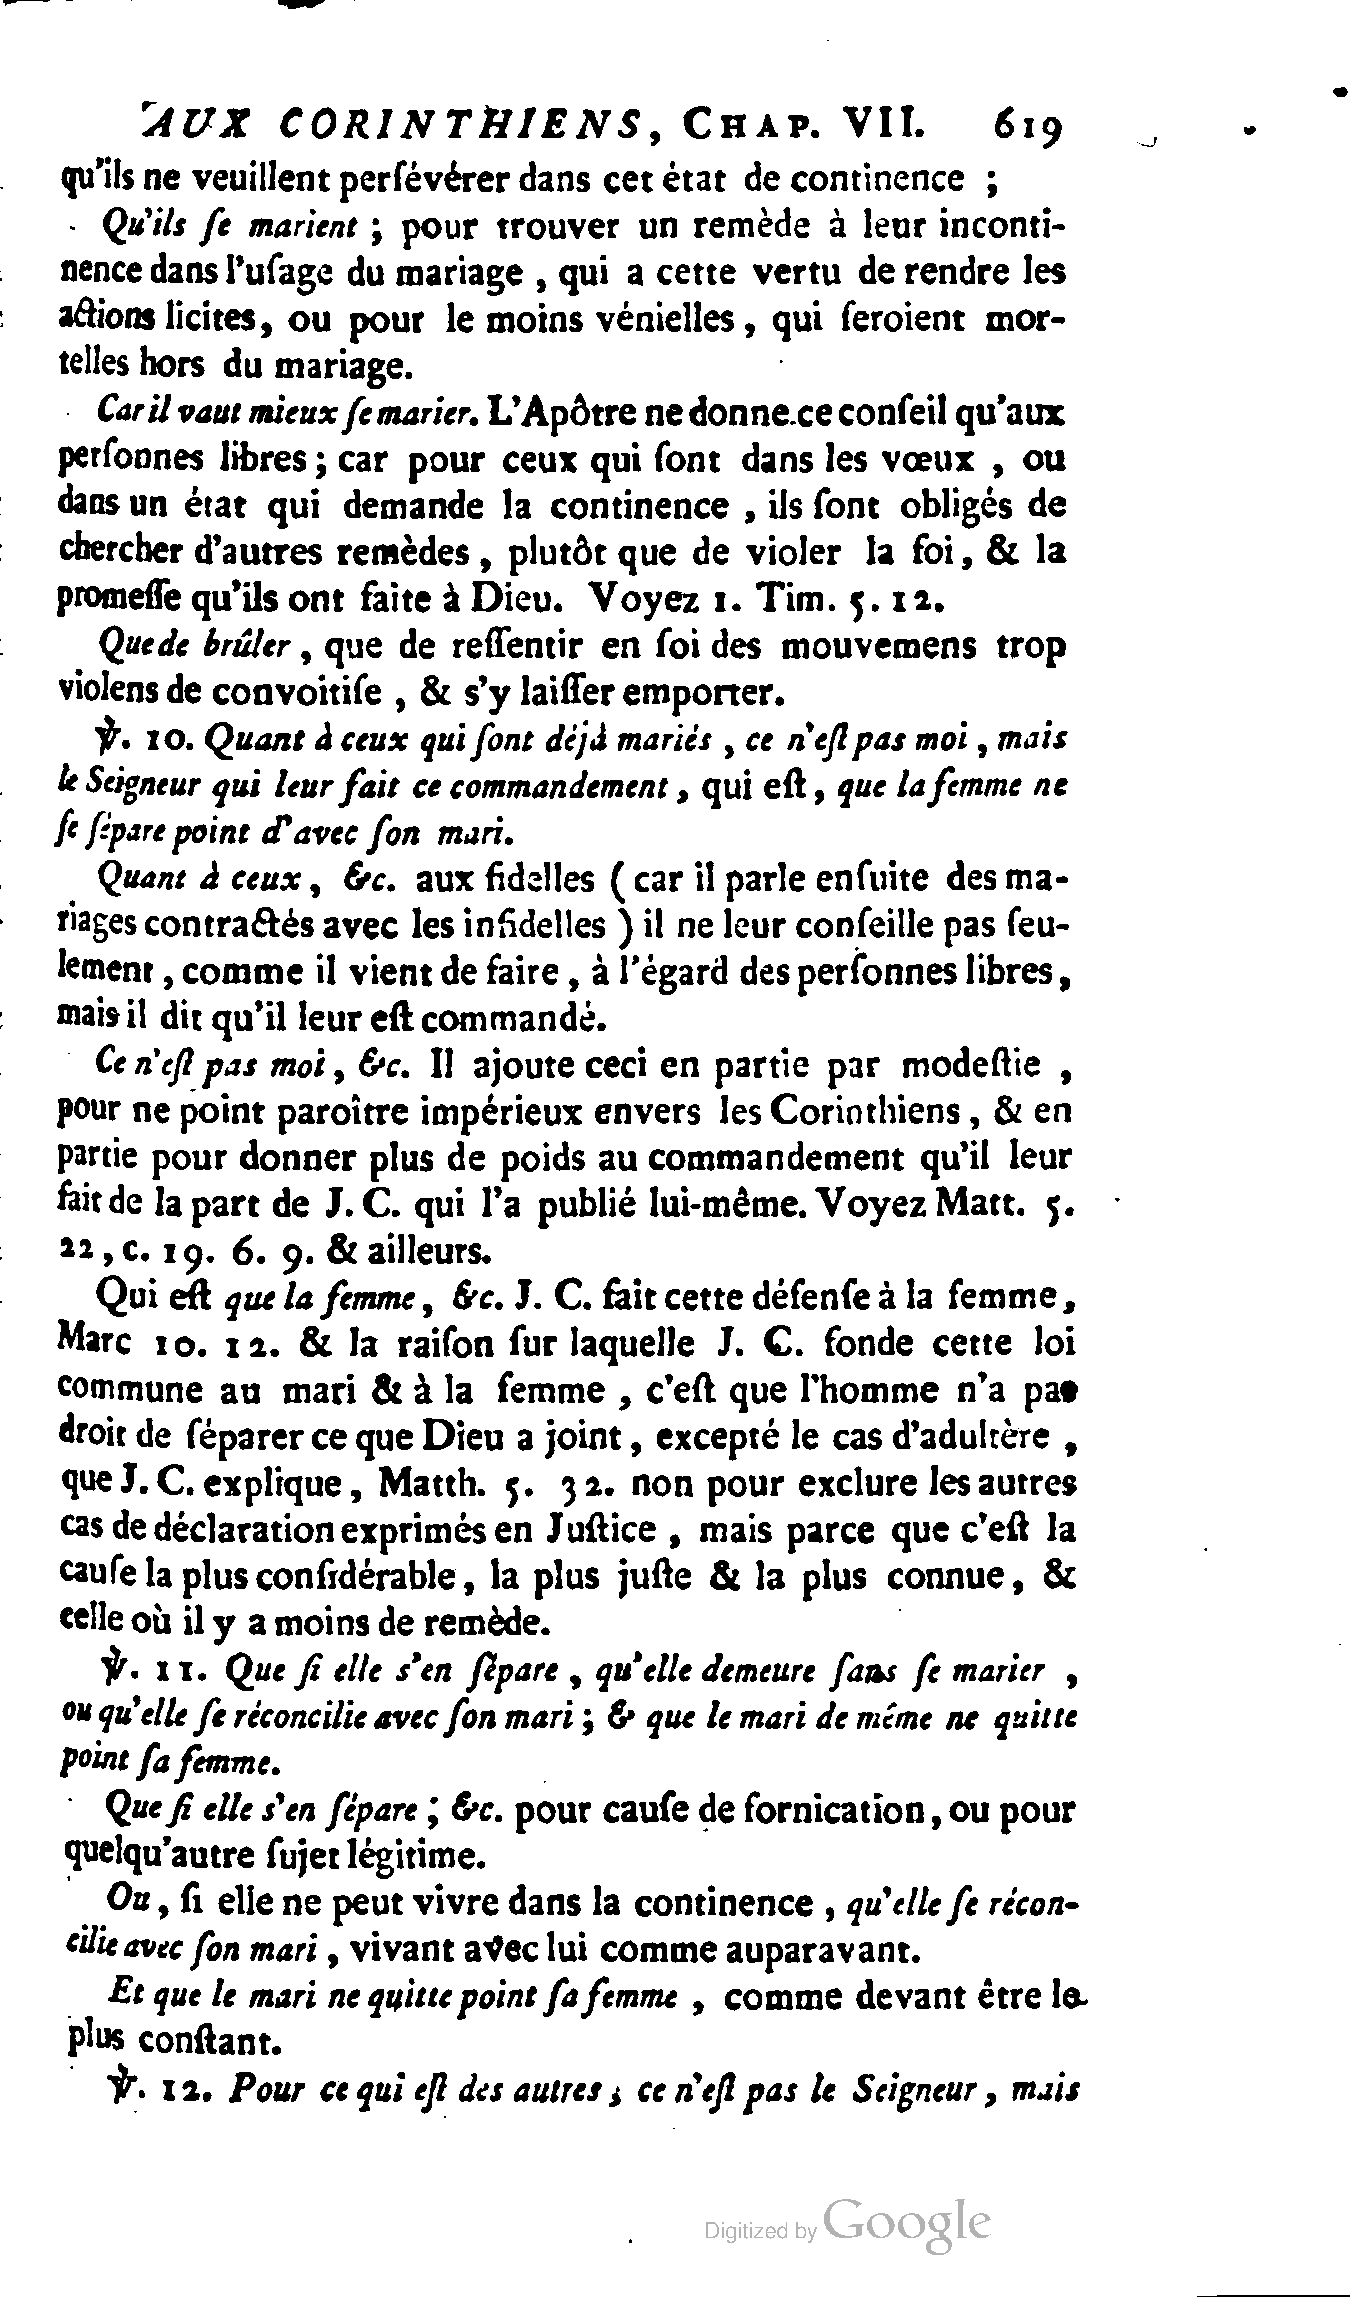 AUX CORINTHIENS, CHAP. VII. 619
qu'ils ne veuillent perſévérer dans cet état de continence ;
Qu'ils ſe marient ; pour trouver un remède à leur inconti-
nence dans l'uſage du mariage , qui a cette vertu de rendre les
actions licites, ou pour le moins vénielles , qui ſeroient mor-
telles hors du mariage.
Car il vaut mieux ſe marier. L'Apôtre ne donne ce conſeil qu'aux
perſonnes libres ; car pour ceux qui ſont dans les vœux , ou
dans un état qui demande la continence , ils ſont obligés de
chercher d'autres remèdes , plutôt que de violer la foi, & la
promeſſe qu'ils ont faite à Dieu. Voyez 1. Tim. 5. 12.
Que de brûler , que de reſſentir en ſoi des mouvemens trop
violens de convoitiſe , & s'y laiſſer emporter.
℣. 10. Quant à ceux qui ſont déjà mariés , ce n'eſt pas moi , mais
le Seigneur qui leur fait ce commandement , qui eſt, que la femme ne
ſe ſépare point d'avec ſon mari.
Quant à ceux, &c. aux fidelles ( car il parle enſuite des ma-
riages contractés avec les infidelles ) il ne leur conſeille pas ſeu-
lement , comme il vient de faire , à l'égard des perſonnes libres,
mais il dit qu'il leur eſt commandé.
Ce n'eſt pas moi , &c. Il ajoute ceci en partie par modeſtie ,
pour ne point paroître impérieux envers les Corinthiens , & en
partie pour donner plus de poids au commandement qu'il leur
fait de la part de J. C. qui l'a publié lui-même. Voyez Matt. 5.
22 , c. 19. 6. 9. & ailleurs.
Qui eſt que la femme, &c. J. C. fait cette défenſe à la femme,
Marc 10. 12. & la raiſon ſur laquelle J. C. fonde cette loi
commune au mari & à la femme , c'eſt que l'homme n'a pas
droit de ſéparer ce que Dieu a joint , excepté le cas d'adultère ,
que J. C. explique , Matth. 5. 32. non pour exclure les autres
cas de déclaration exprimés en Juſtice , mais parce que c'eſt la
cauſe la plus conſidérable, la plus juſte & la plus connue, &
celle où il y a moins de remède.
℣. 11. Que ſi elle s'en ſépare , qu'elle demeure ſans ſe marier ,
ou qu'elle ſe réconcilie avec ſon mari ; & que le mari de même ne quitte
point ſa femme.
Que ſi elle s'en ſépare ; &c. pour cauſe de fornication, ou pour
quelqu'autre ſujet légitime.
Ou, ſi elle ne peut vivre dans la continence , qu'elle ſe récon-
cilie avec ſon mari , vivant avec lui comme auparavant.
Et que le mari ne quitte point ſa femme , comme devant être le
plus conſtant.
℣. 12. Pour ce qui eſt des autres ; ce n'eſt pas le Seigneur , mais
Digitized by Google